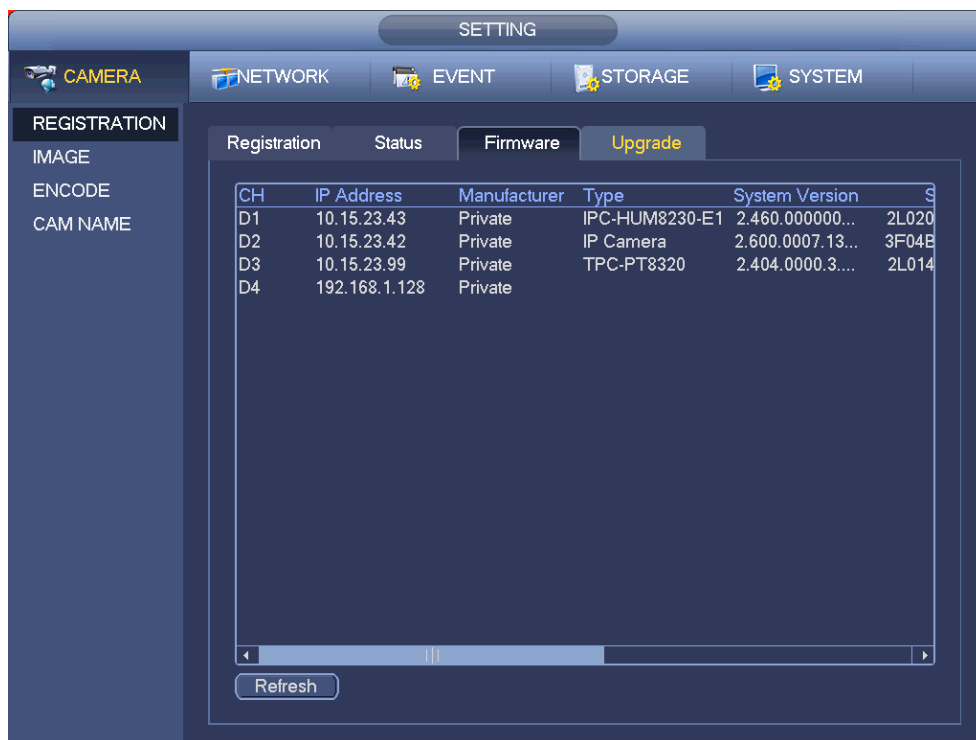 SETTING
CAMERA NETWORK EVENT STORAGE SYSTEM
REGISTRATION
IMAGE
ENCODE
CAM NAME
Registration Status Firmware Upgrade
CH IP Address Manufacturer Type System Version S
D1 10.15.23.43 Private IPC-HUM8230-E1 2.460.000000... 2L020
D2 10.15.23.42 Private IP Camera 2.600.0007.13... 3F04B
D3 10.15.23.99 Private TPC-PT8320 2.404.0000.3.... 2L014
D4 192.168.1.128 Private
Refresh